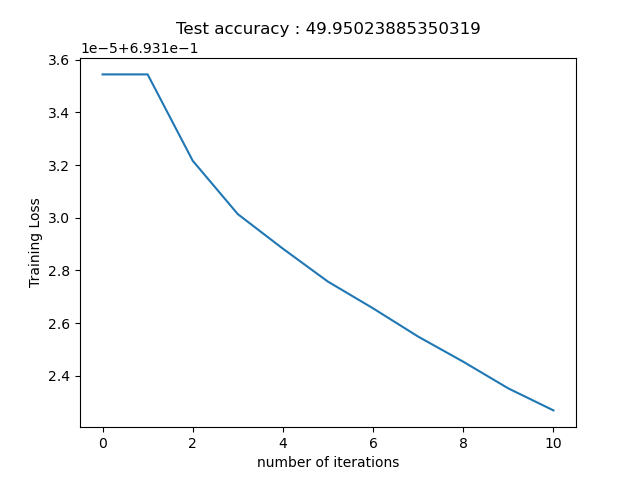 Test accuracy : 49.95023885350319
1e−5+6.931e−1
3.6
3.4
3.2
3.0
2.8
2.6
2.4
Training Loss
0 2 4 6 8 10
number of iterations